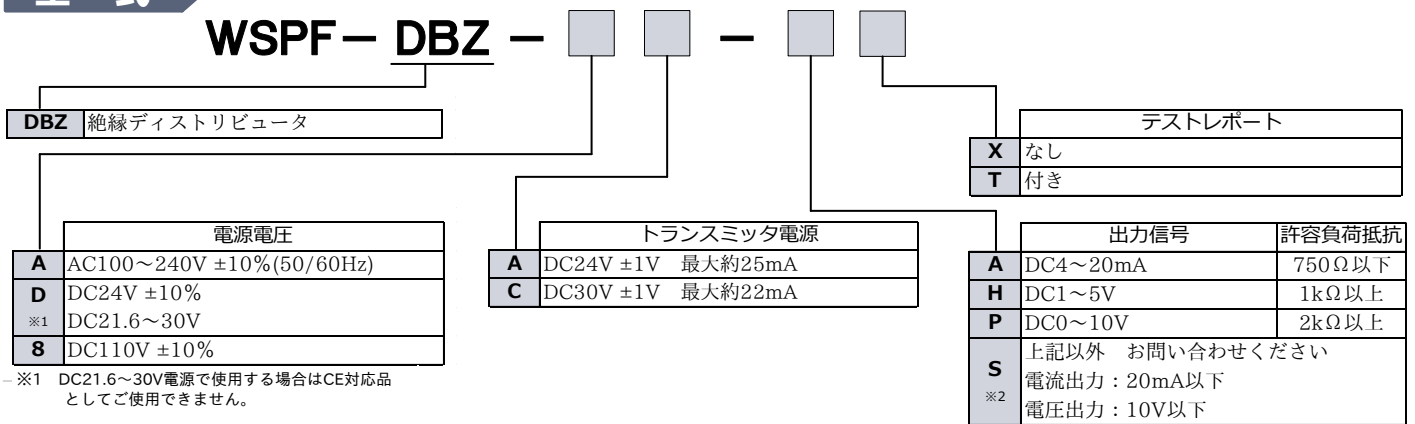 型 式
WSPF－ DBZ －  －
DBZ 絶縁ディストリビュータ
テストレポート
X なし
T 付き
電源電圧
A AC100～240V ±10%(50/60Hz)
D DC24V ±10%
※1 DC21.6～30V
8 DC110V ±10%
※1 DC21.6～30V電源で使用する場合はCE対応品
としてご使用できません。
トランスミッタ電源
A DC24V ±1V 最大約25mA
C DC30V ±1V 最大約22mA
出力信号 許容負荷抵抗
A DC4～20mA 750Ω以下
H DC1～5V 1kΩ以上
P DC0～10V 2kΩ以上
S 上記以外 お問い合わせください
電流出力：20mA以下
※2 電圧出力：10V以下